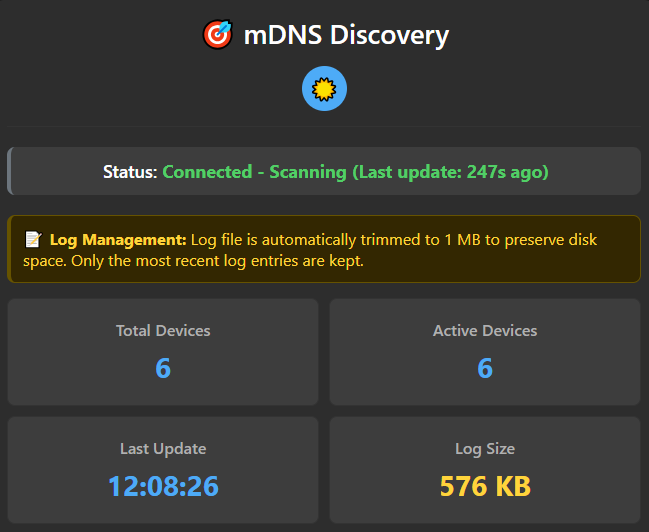 mDNS Discovery
Status: Connected - Scanning (Last update: 247s ago)
Log Management: Log file is automatically trimmed to 1 MB to preserve disk
space. Only the most recent log entries are kept.
Total Devices
6
Active Devices
6
Last Update
12:08:26
Log Size
576 KB